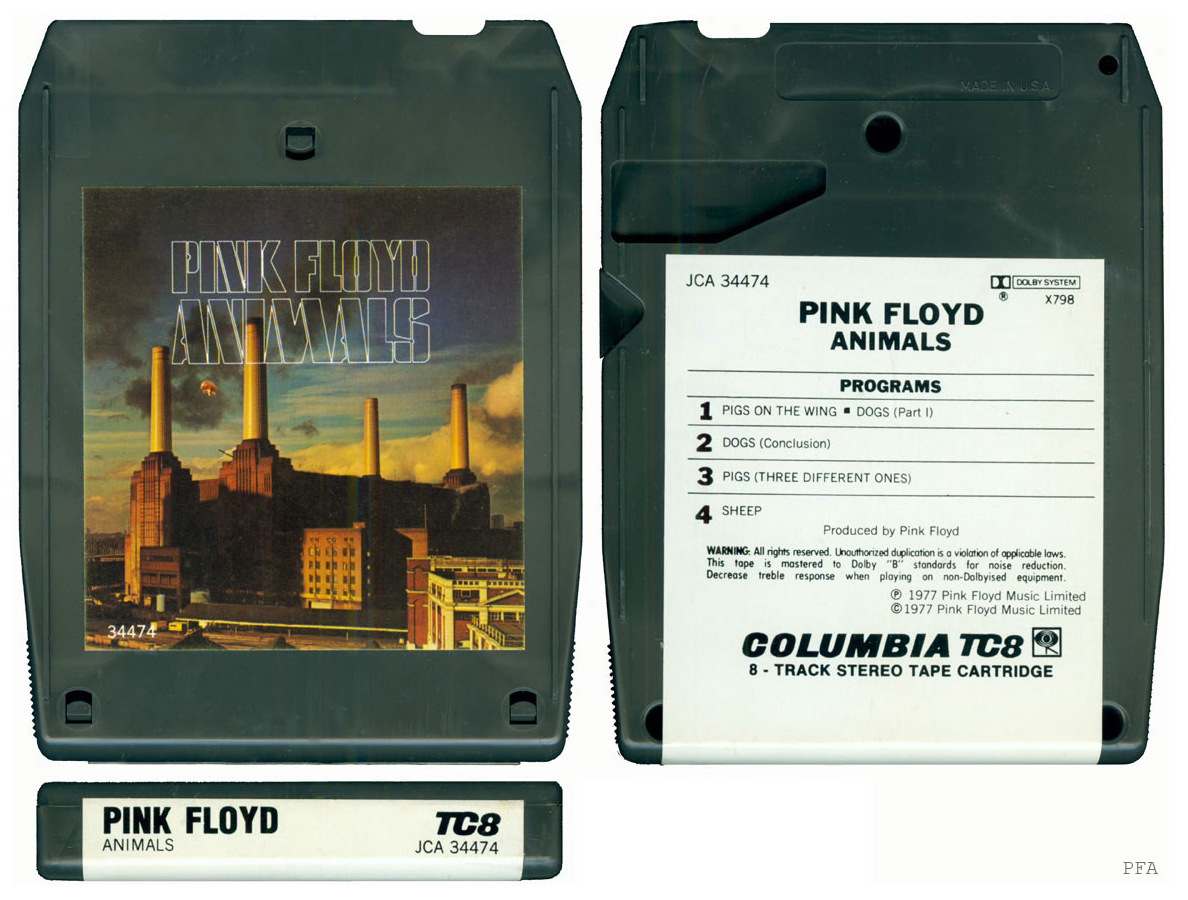 PINK FLOYD
ANIMALS
34474
PINK FLOYD
ANIMALS
TC8
JCA 34474
MADE IN U.S.A.
JCA 34474
DOLBY SYSTEM
®
X798
PINK FLOYD
ANIMALS
PROGRAMS
1 PIGS ON THE WING ▪ DOGS (Part I)
2 DOGS (Conclusion)
3 PIGS (THREE DIFFERENT ONES)
4 SHEEP
Produced by Pink Floyd
WARNING: All rights reserved. Unauthorized duplication is a violation of applicable laws.
This tape is mastered to Dolby "B" standards for noise reduction.
Decrease treble response when playing on non-Dolbyised equipment.
℗ 1977 Pink Floyd Music Limited
© 1977 Pink Floyd Music Limited
COLUMBIA TC8
8 - TRACK STEREO TAPE CARTRIDGE
PFA